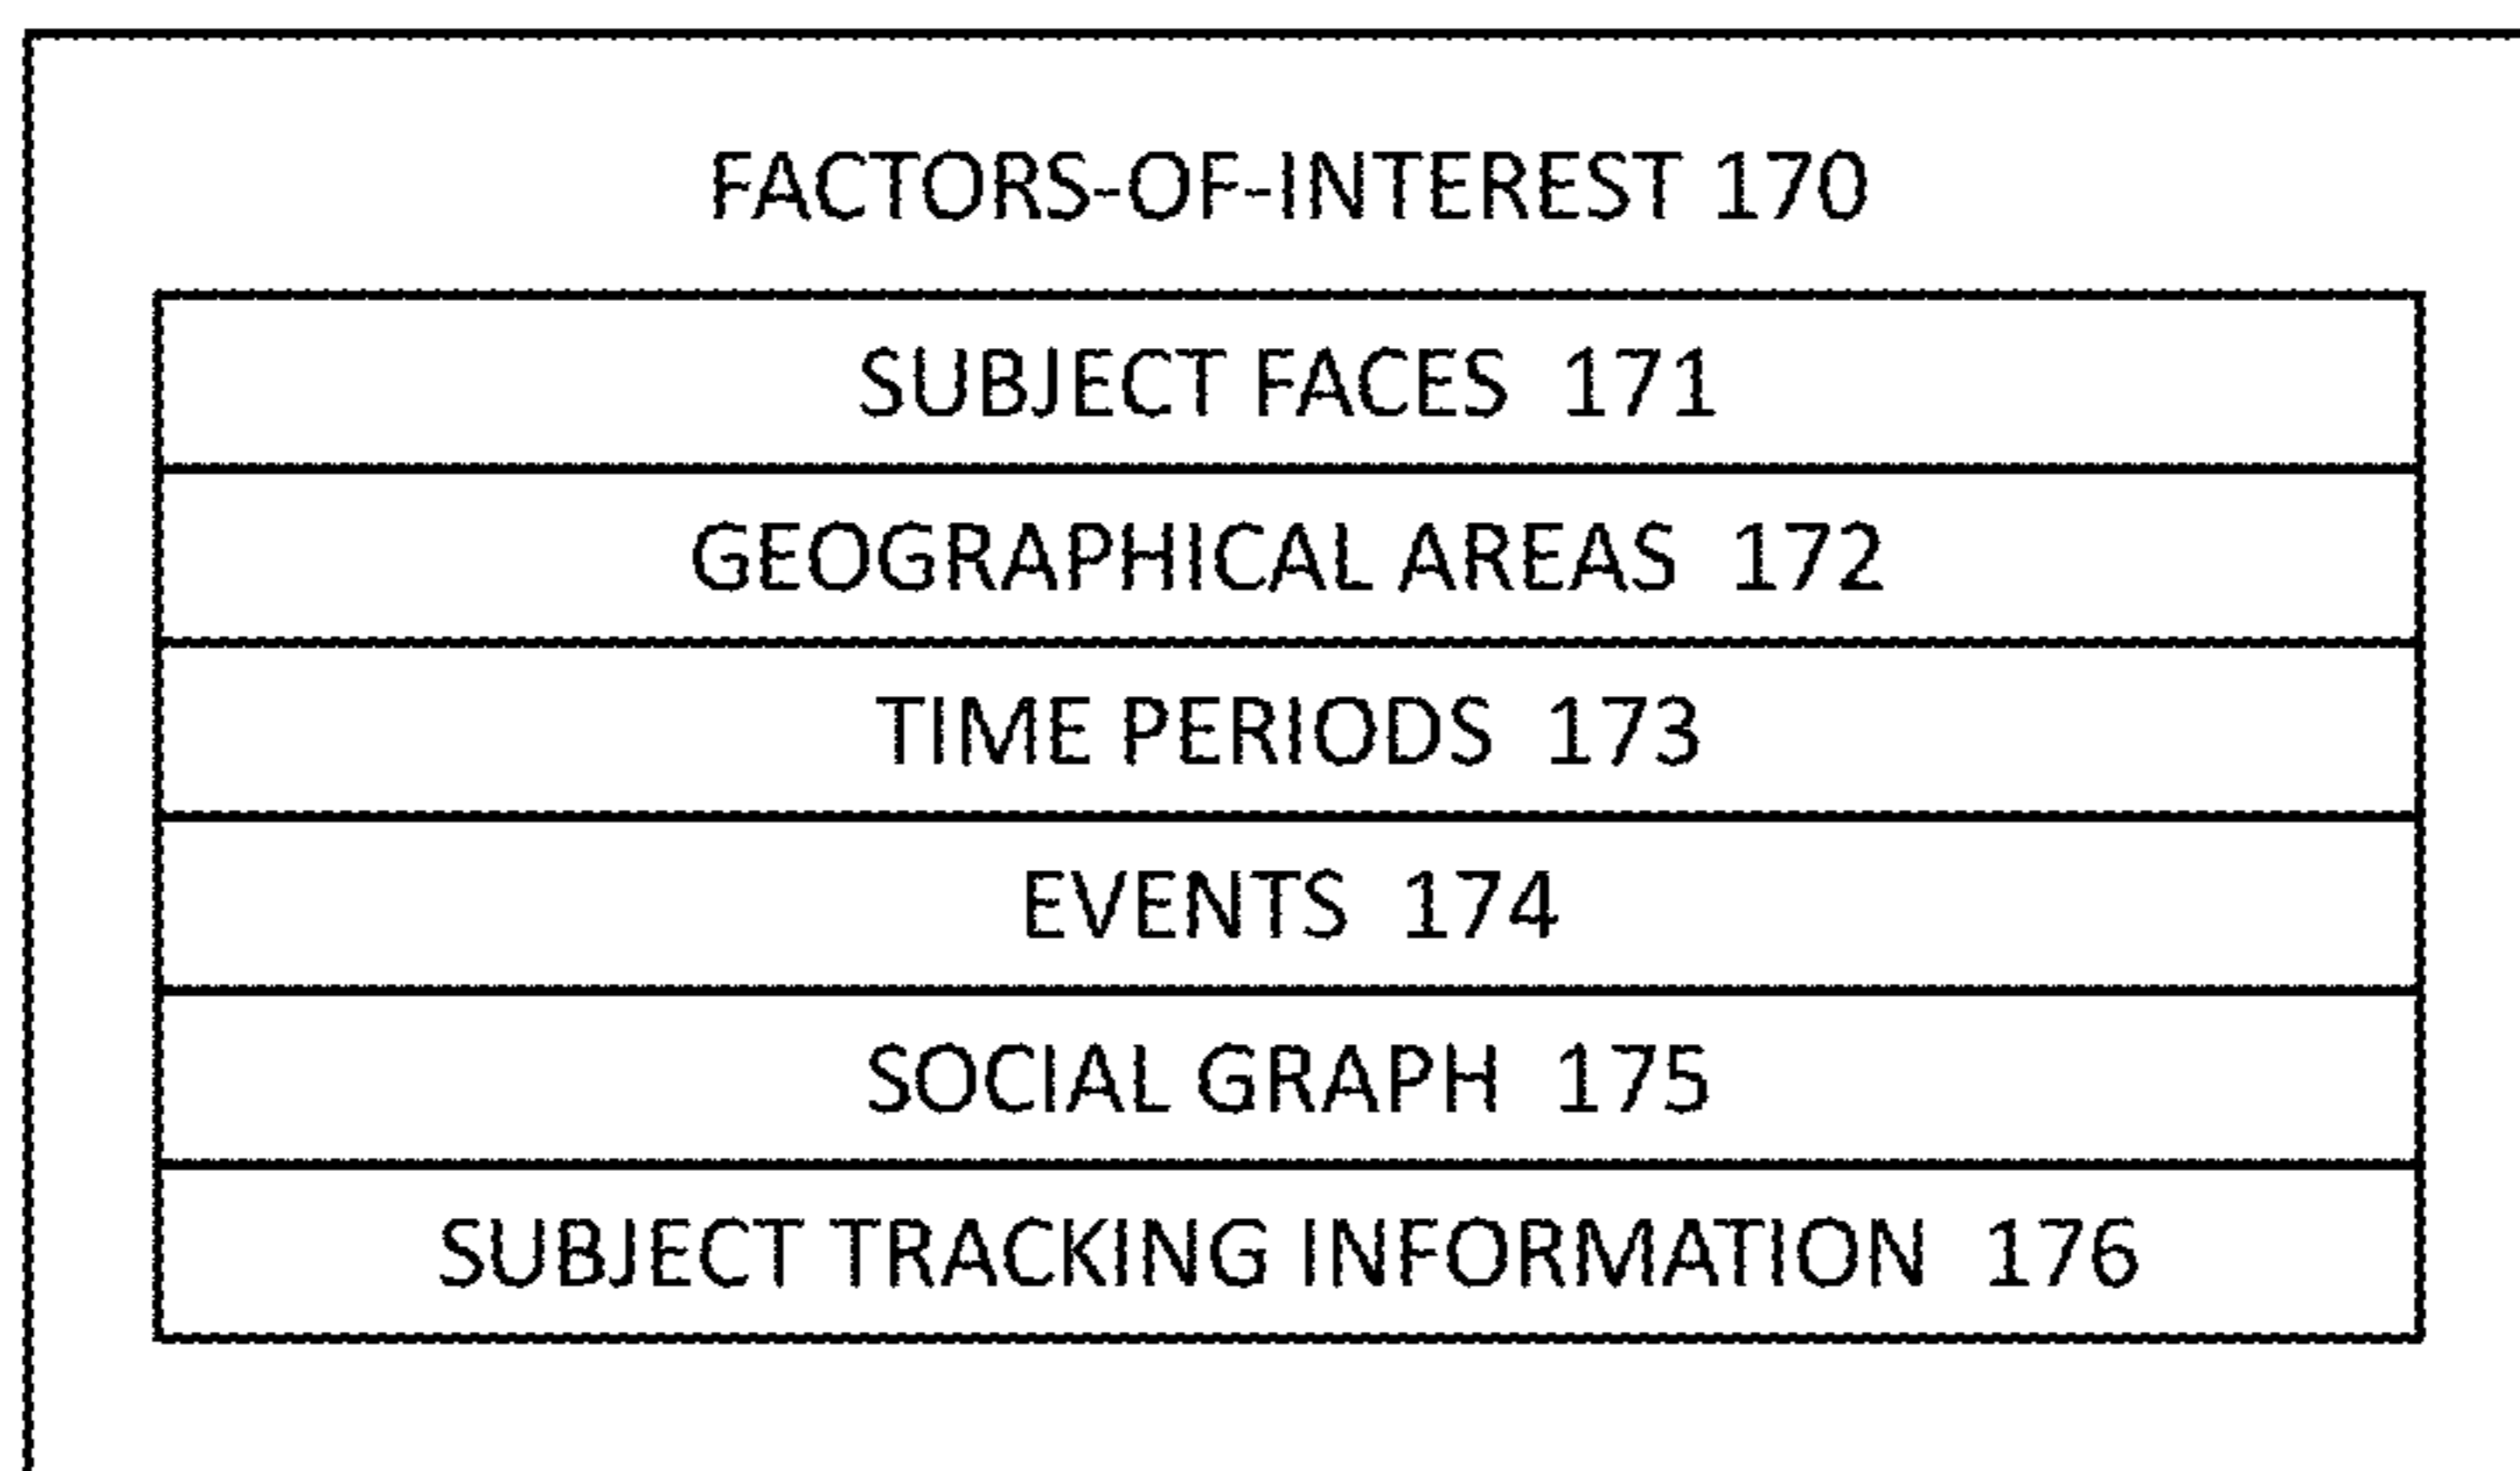 FACTORS-OF-INTEREST 170
SUBJECT FACES 171
GEOGRAPHICAL AREAS 172
TIME PERIODS 173
EVENTS 174
SOCIAL GRAPH 175
SUBJECT TRACKING INFORMATION 176